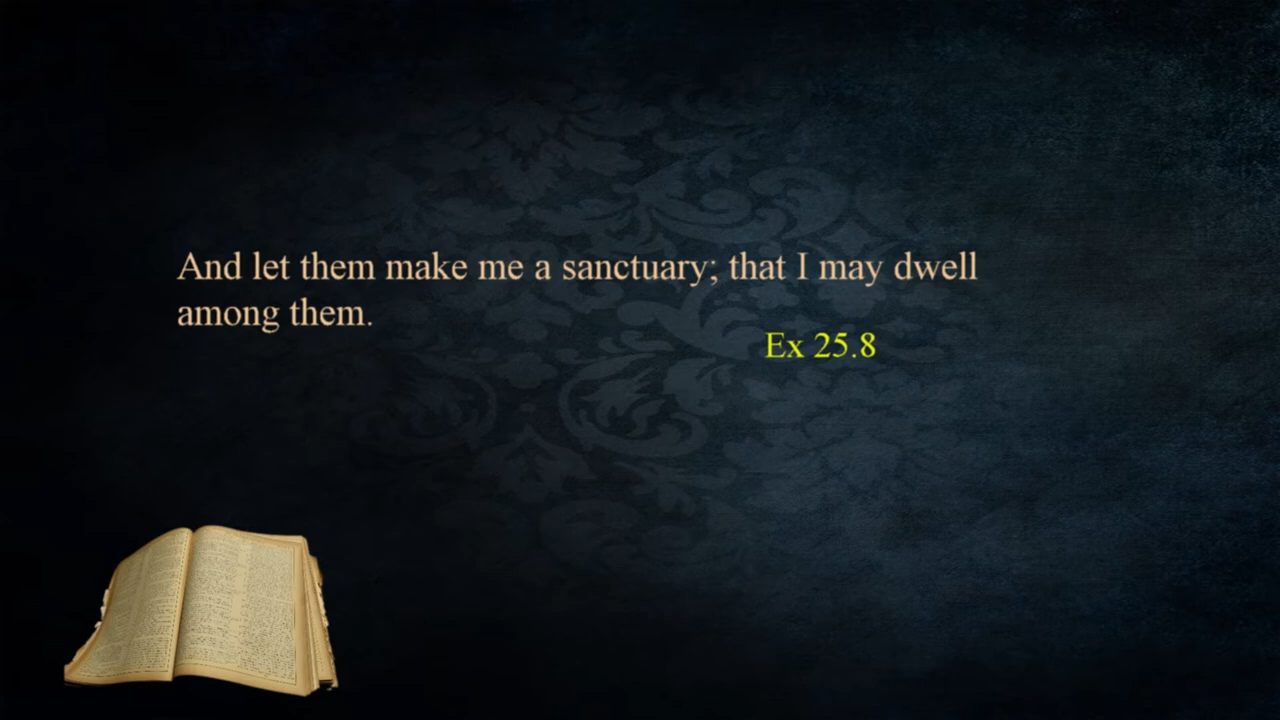 And let them make me a sanctuary; that I may dwell
among them.
Ex 25.8